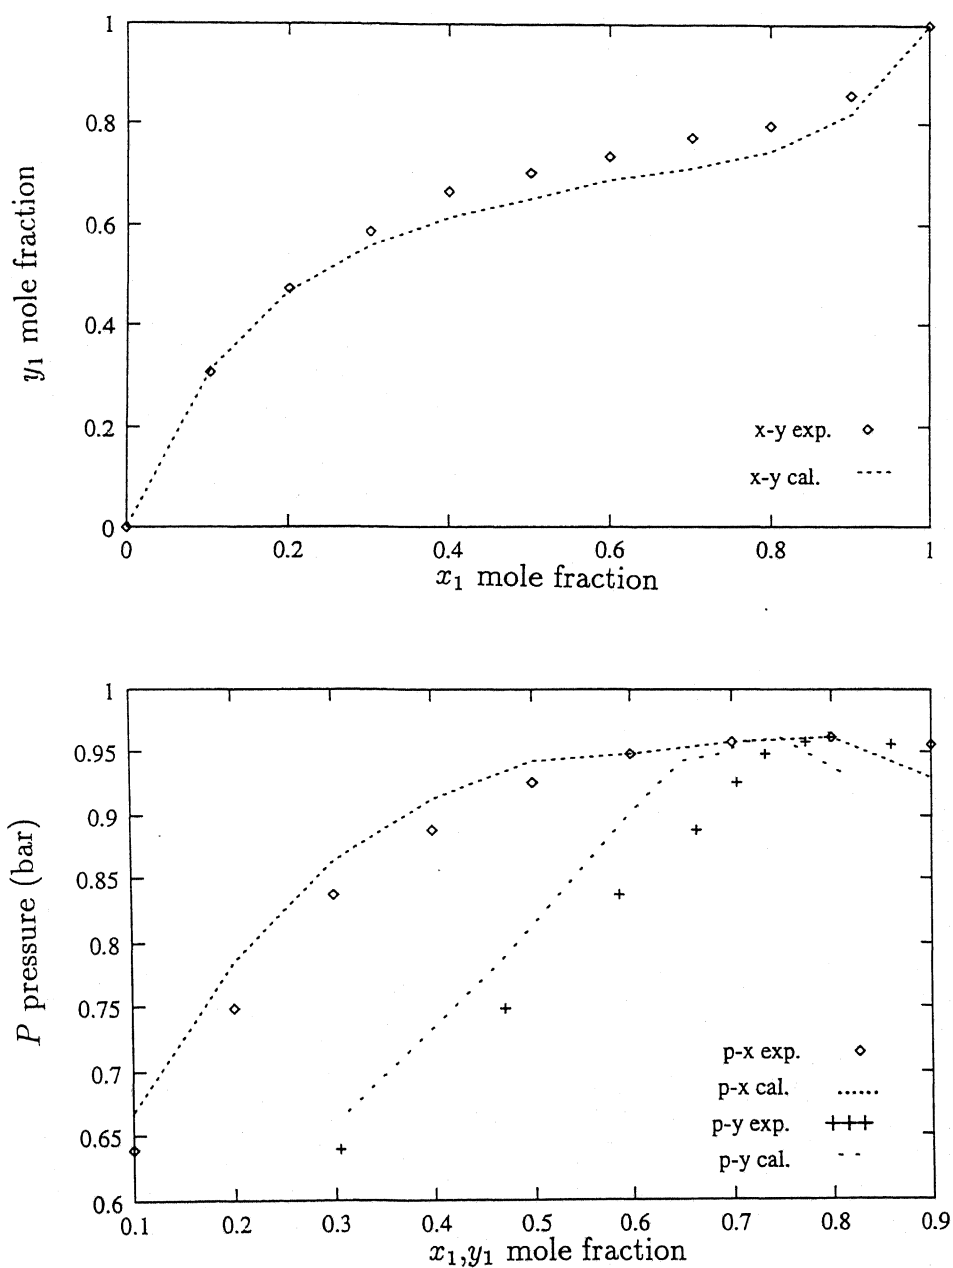 1
0.8
0.6
0.4
0.2
0
y₁ mole fraction
x-y exp.
x-y cal.
0 0.2 0.4 0.6 0.8 1
x₁ mole fraction
1
0.95
0.9
0.85
0.8
0.75
0.7
0.65
0.6
P pressure (bar)
p-x exp.
p-x cal.
p-y exp.
p-y cal.
0.1 0.2 0.3 0.4 0.5 0.6 0.7 0.8 0.9
x₁,y₁ mole fraction